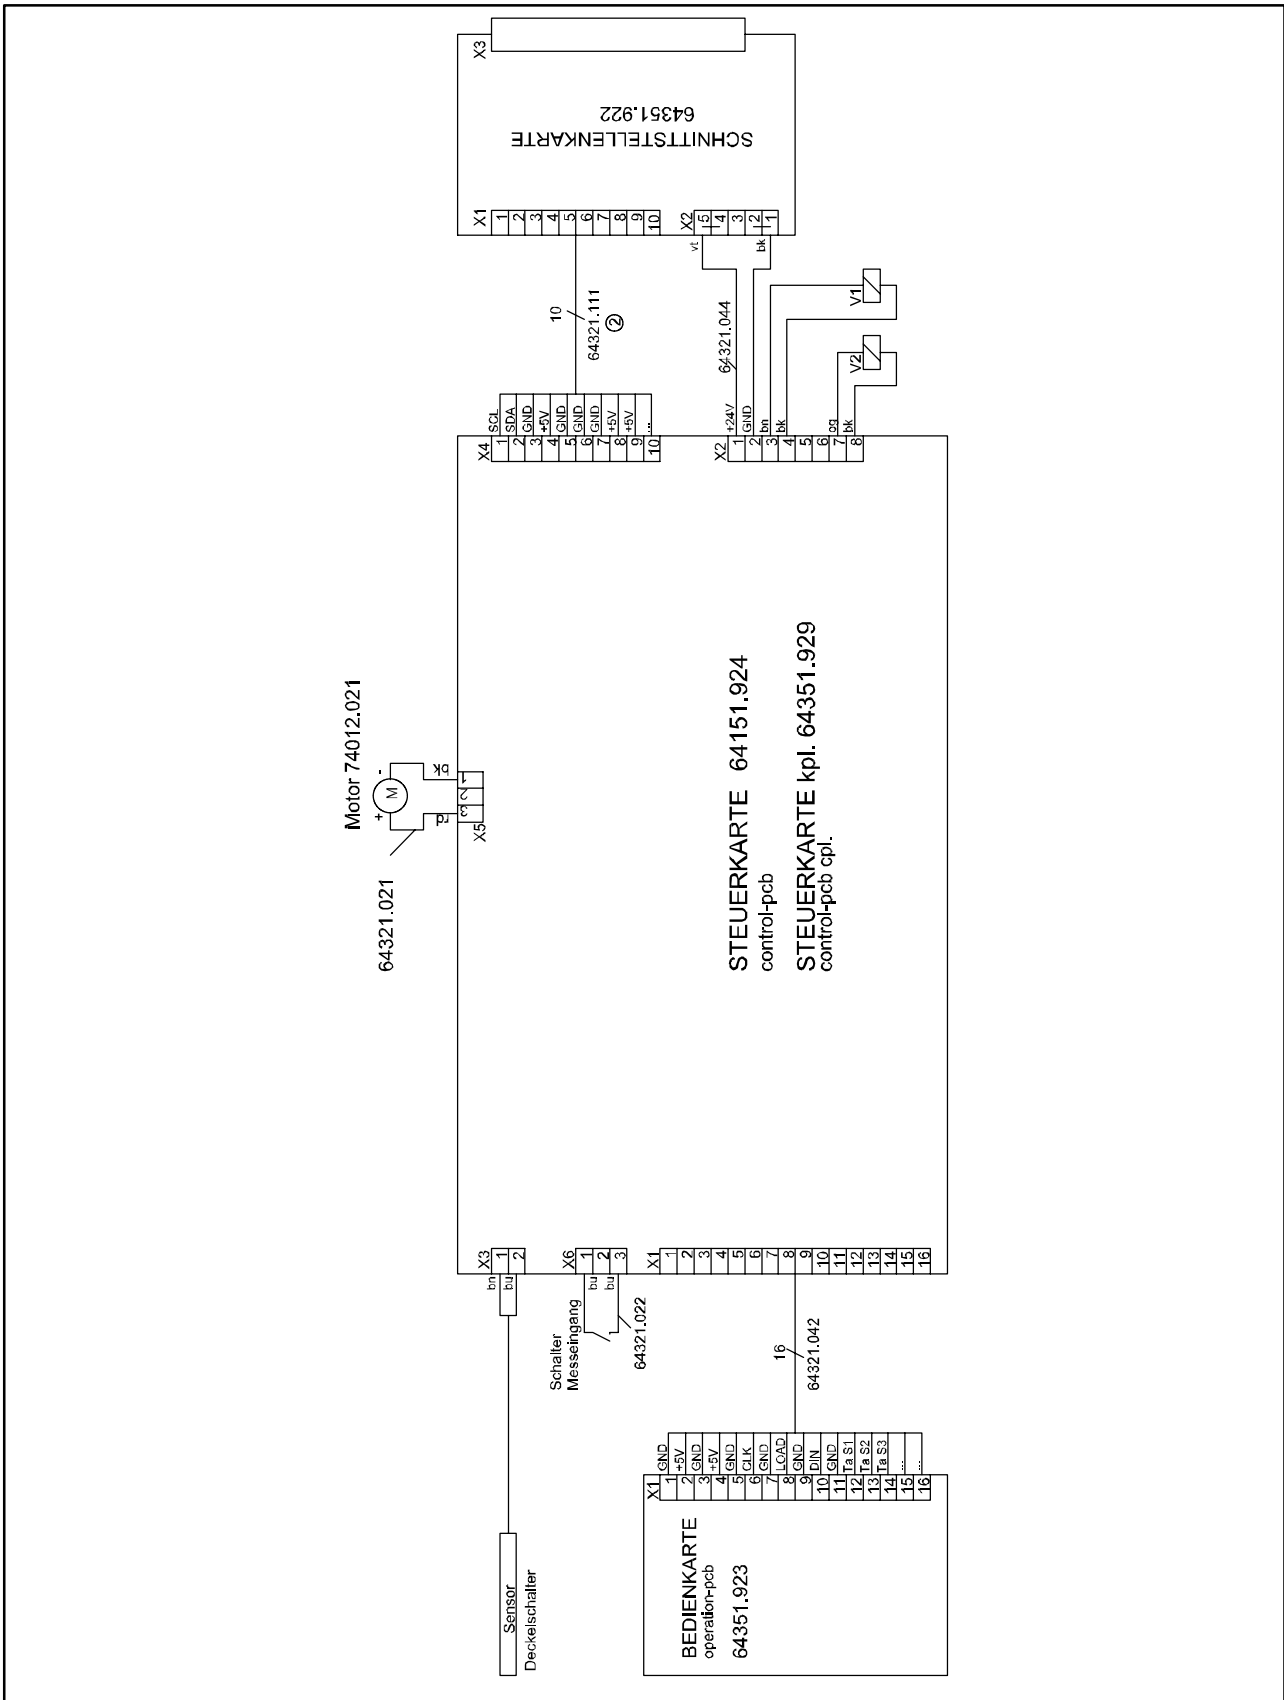 X3
SCHNITTSTELLENKARTE
64351.922
X1
1
2
3
4
5
6
7
8
9
10
X2
5
4
3
2
1
vt
bk
10
64321.111
2
64321.044
V1
V2
X4
SCL
SDA
GND
+5V
GND
GND
GND
+5V
+5V
...
1
2
3
4
5
6
7
8
9
10
X2
+24V
GND
bn
bk
og
bk
1
2
3
4
5
6
7
8
Motor 74012.021
M
+
-
rd
bk
3
2
1
X5
64321.021
STEUERKARTE 64151.924
control-pcb
STEUERKARTE kpl. 64351.929
control-pcb cpl.
X3
1
2
bn
bu
X6
1
2
3
bu
bu
Schalter
Messeingang
64321.022
X1
1
2
3
4
5
6
7
8
9
10
11
12
13
14
15
16
16
64321.042
Sensor
Deckelschalter
X1
GND
+5V
GND
+5V
GND
CLK
GND
LOAD
GND
DIN
GND
Ta S1
Ta S2
Ta S3
...
...
1
2
3
4
5
6
7
8
9
10
11
12
13
14
15
16
BEDIENKARTE
operation-pcb
64351.923